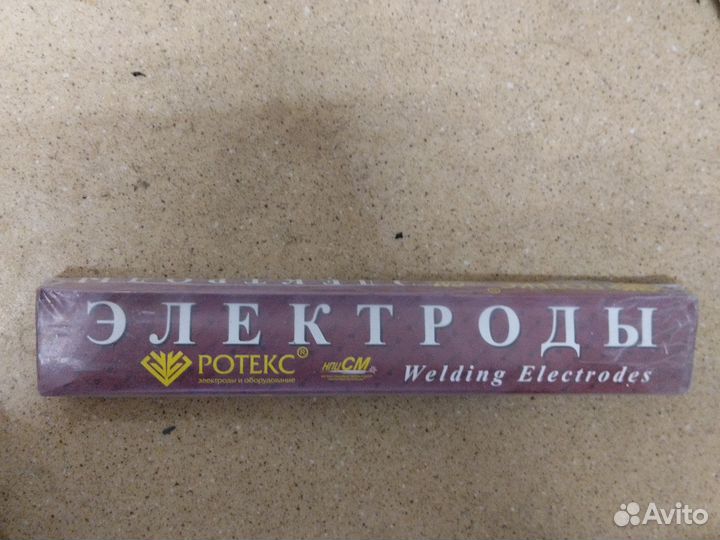 ЭЛЕКТРОДЫ
РОТЕКС®
электроды и оборудование
НПЦСМ
Welding Electrodes
Avito